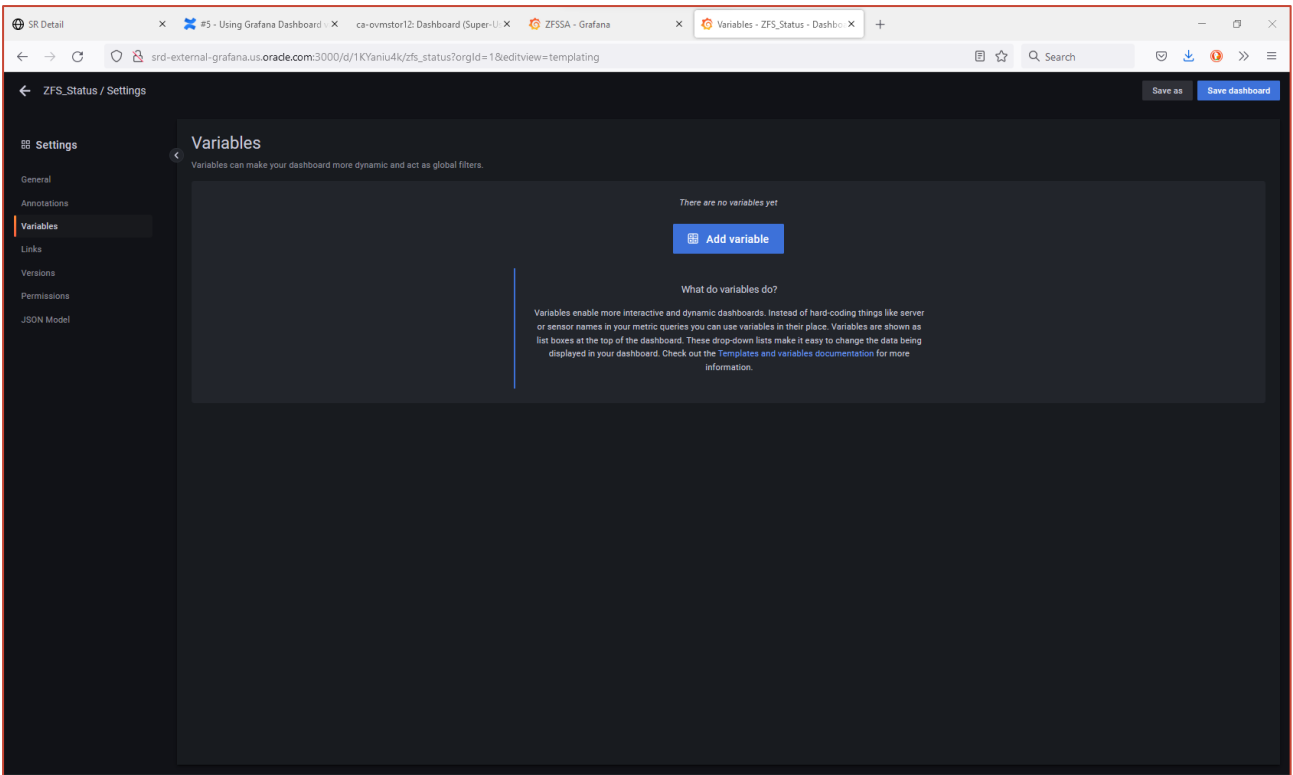 SR Detail
#5 - Using Grafana Dashboard
ca-ovmstor12: Dashboard (Super-U
ZFSSA - Grafana
Variables - ZFS_Status - Dashbo
srd-external-grafana.us.oracle.com:3000/d/1KYaniu4k/zfs_status?orgId=1&editview=templating
Search
ZFS_Status / Settings
Save as
Save dashboard
Settings
General
Annotations
Variables
Links
Versions
Permissions
JSON Model
Variables
Variables can make your dashboard more dynamic and act as global filters.
There are no variables yet
Add variable
What do variables do?
Variables enable more interactive and dynamic dashboards. Instead of hard-coding things like server
or sensor names in your metric queries you can use variables in their place. Variables are shown as
list boxes at the top of the dashboard. These drop-down lists make it easy to change the data being
displayed in your dashboard. Check out the Templates and variables documentation for more
information.